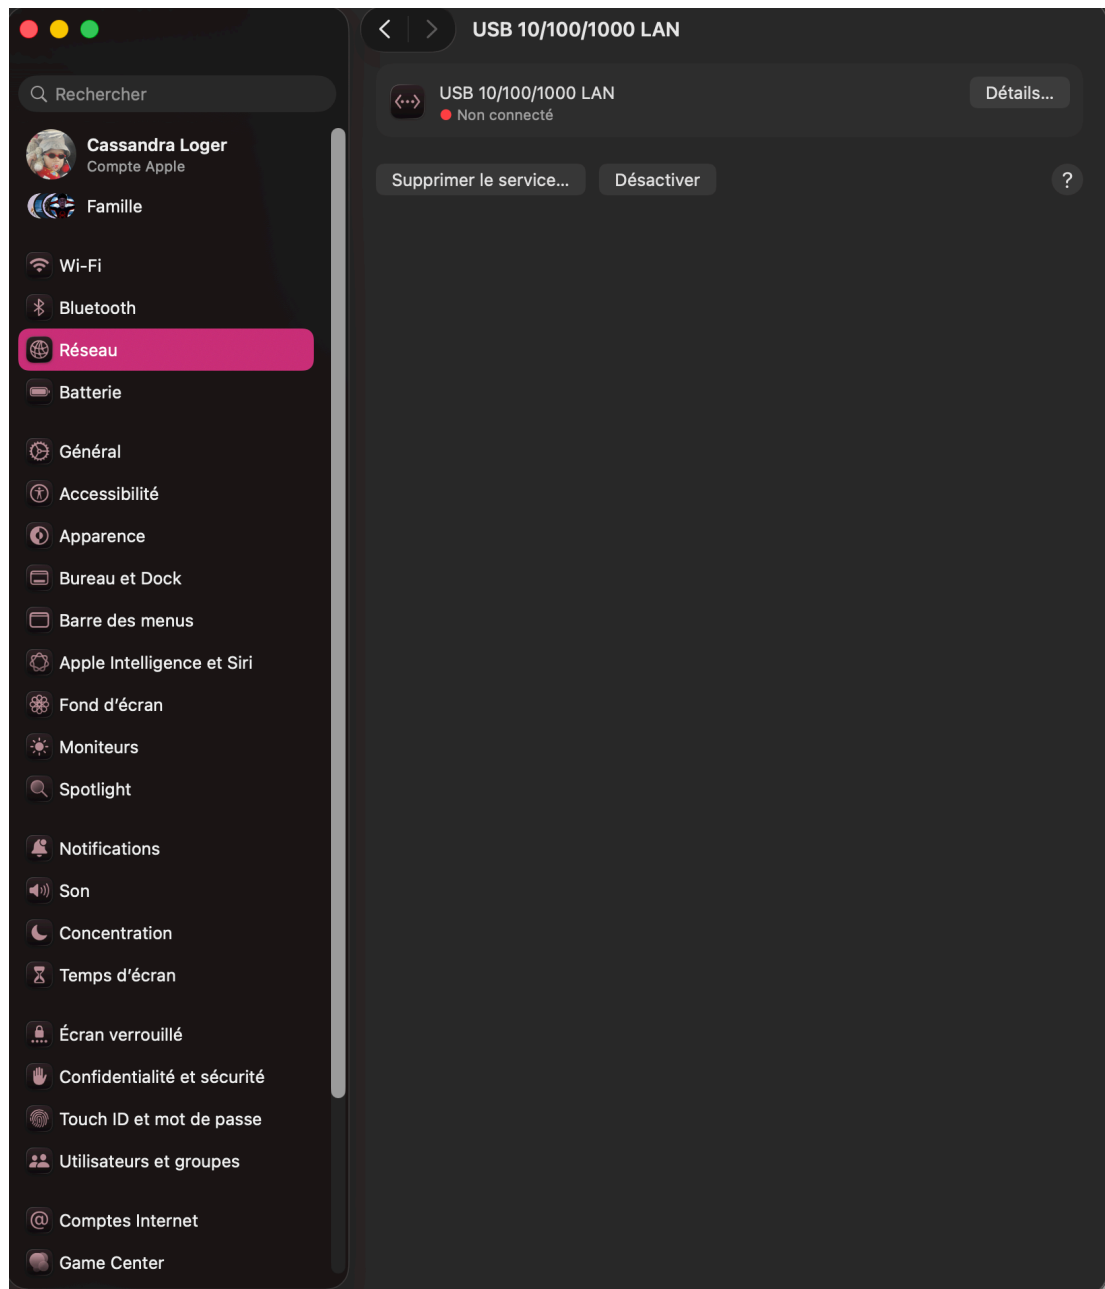 USB 10/100/1000 LAN
Rechercher
Cassandra Loger
Compte Apple
Famille
Wi-Fi
Bluetooth
Réseau
Batterie
Général
Accessibilité
Apparence
Bureau et Dock
Barre des menus
Apple Intelligence et Siri
Fond d’écran
Moniteurs
Spotlight
Notifications
Son
Concentration
Temps d’écran
Écran verrouillé
Confidentialité et sécurité
Touch ID et mot de passe
Utilisateurs et groupes
Comptes Internet
Game Center
USB 10/100/1000 LAN
Non connecté
Détails...
Supprimer le service...
Désactiver
?